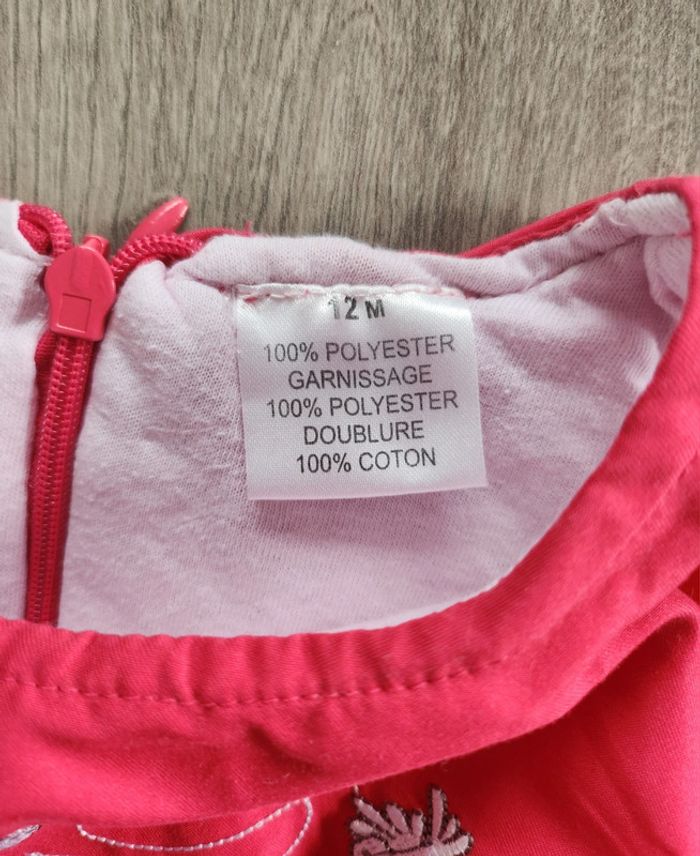 12 M
100% POLYESTER
GARNISSAGE
100% POLYESTER
DOUBLURE
100% COTON